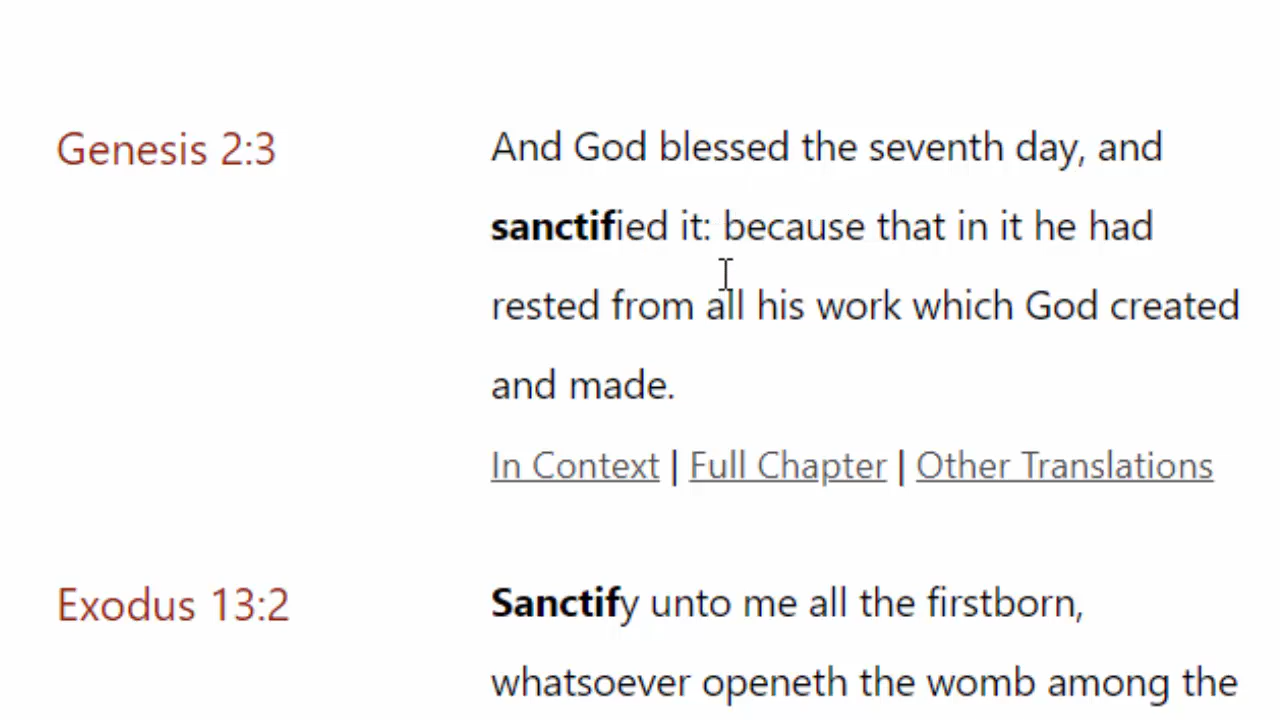 Genesis 2:3
And God blessed the seventh day, and
sanctified it: because that in it he had
rested from all his work which God created
and made.
In Context | Full Chapter | Other Translations
Exodus 13:2
Sanctify unto me all the firstborn,
whatsoever openeth the womb among the